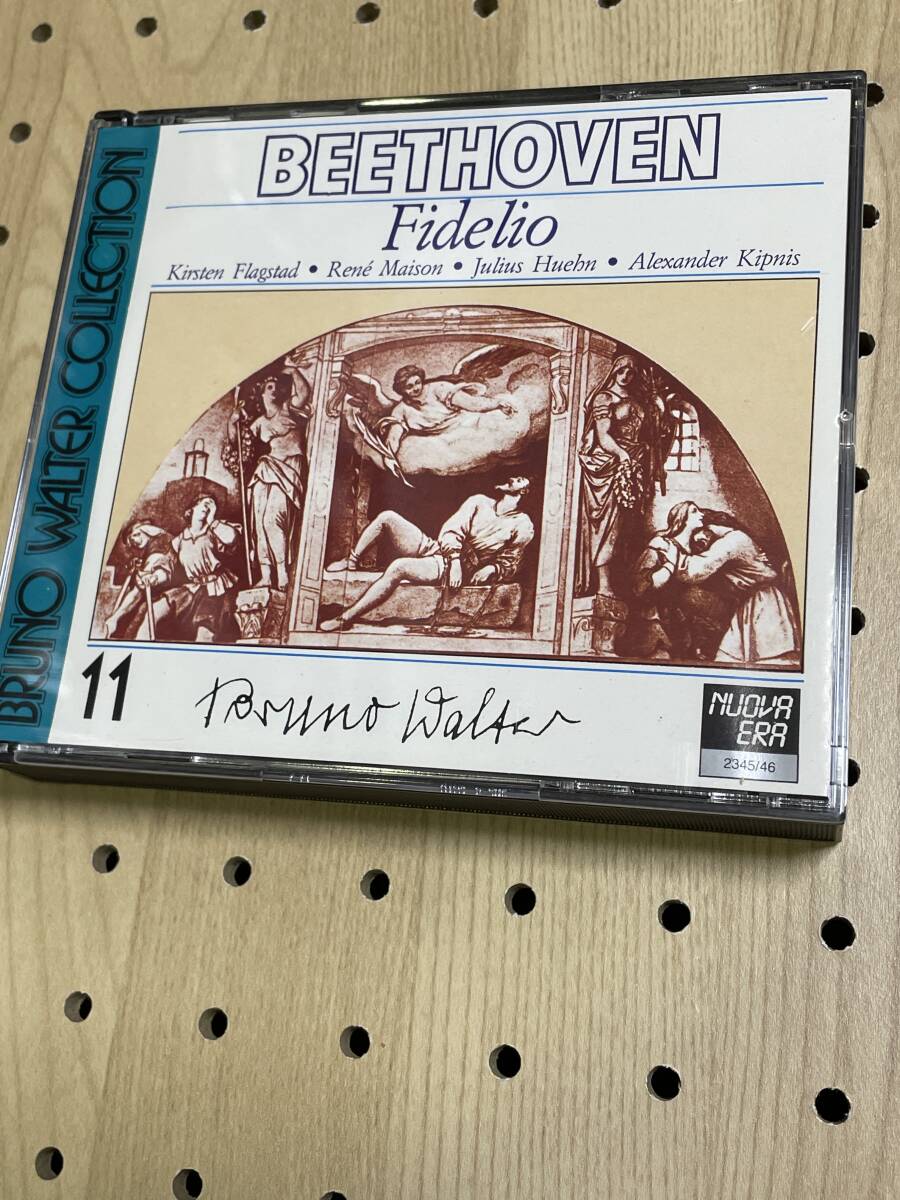 BRUNO WALTER COLLECTION
BEETHOVEN
Fidelio
Kirsten Flagstad • René Maison • Julius Huehn • Alexander Kipnis
11
Bruno Walter
NUOVA
ERA
2345/46